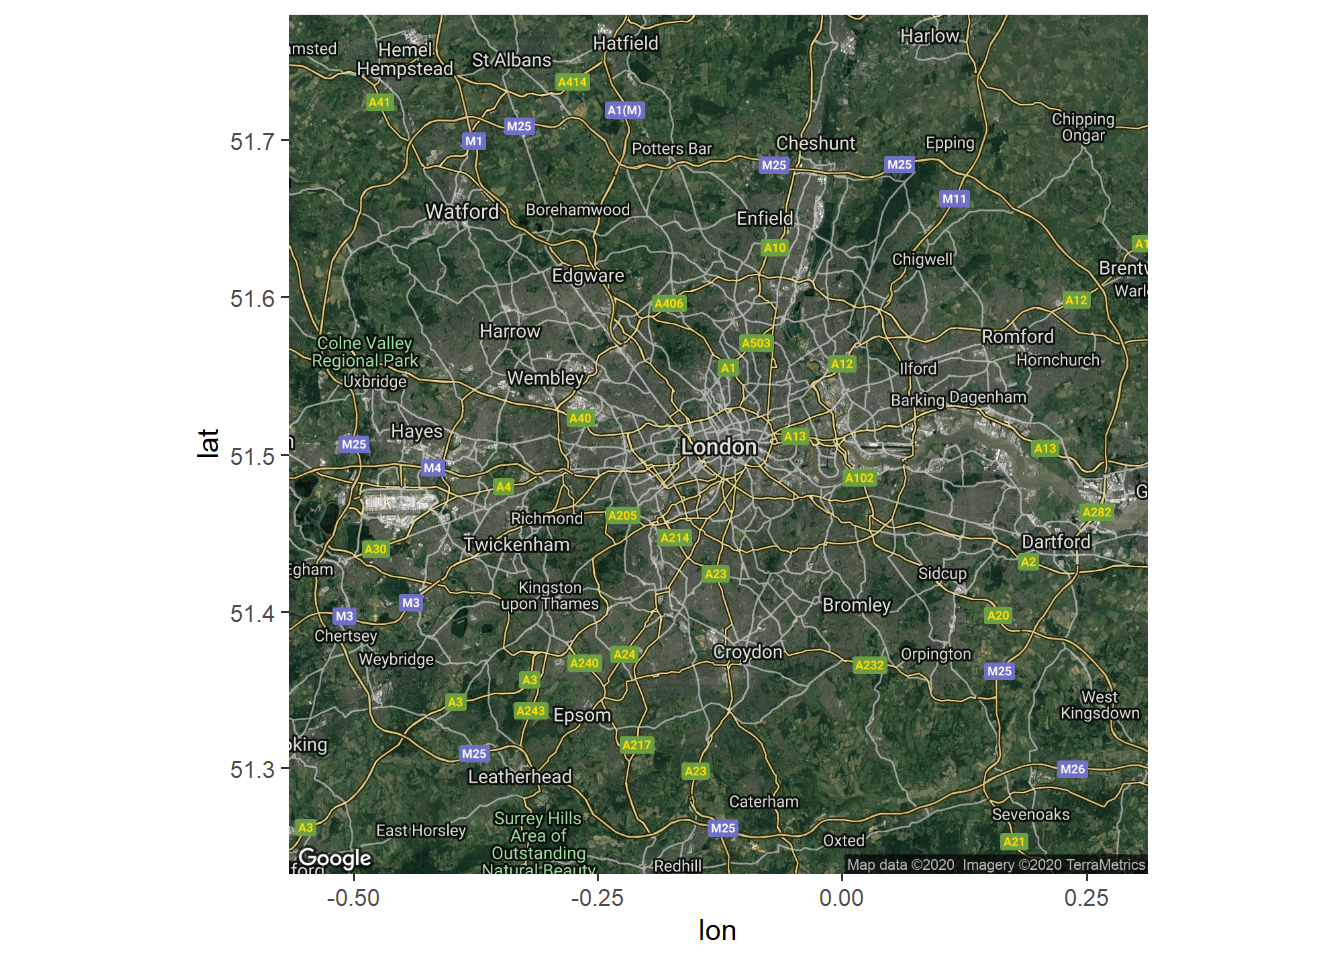 amsted
Hemel
Hempstead
St Albans
Hatfield
Harlow
A414
A41
A1(M)
M25
M1
Chipping
Ongar
51.7
Potters Bar
Cheshunt
Epping
M25
M25
M11
Watford
Borehamwood
Enfield
A10
Chigwell
A1
Edgware
Brentw
Warl
51.6
A406
A12
Harrow
Colne Valley
Regional Park
Uxbridge
A503
Romford
Hornchurch
A1
A12
Ilford
Wembley
Barking
Dagenham
A40
Hayes
M25
London
A13
A13
lat
51.5
M4
A4
A102
G
Richmond
A205
A282
Twickenham
A214
Dartford
A30
A2
Egham
A23
Sidcup
Kingston
upon Thames
Bromley
51.4
M3
M3
A20
Chertsey
Weybridge
A240
A24
Croydon
A232
Orpington
M25
A3
A3
A243
Epsom
West
Kingsdown
oking
A217
M25
51.3
Leatherhead
A23
M26
Caterham
Sevenoaks
A3
East Horsley
Surrey Hills
Area of
Outstanding
Natural Beauty
M25
Oxted
A21
Google
ford
Redhill
Map data ©2020 Imagery ©2020 TerraMetrics
-0.50
-0.25
0.00
0.25
lon